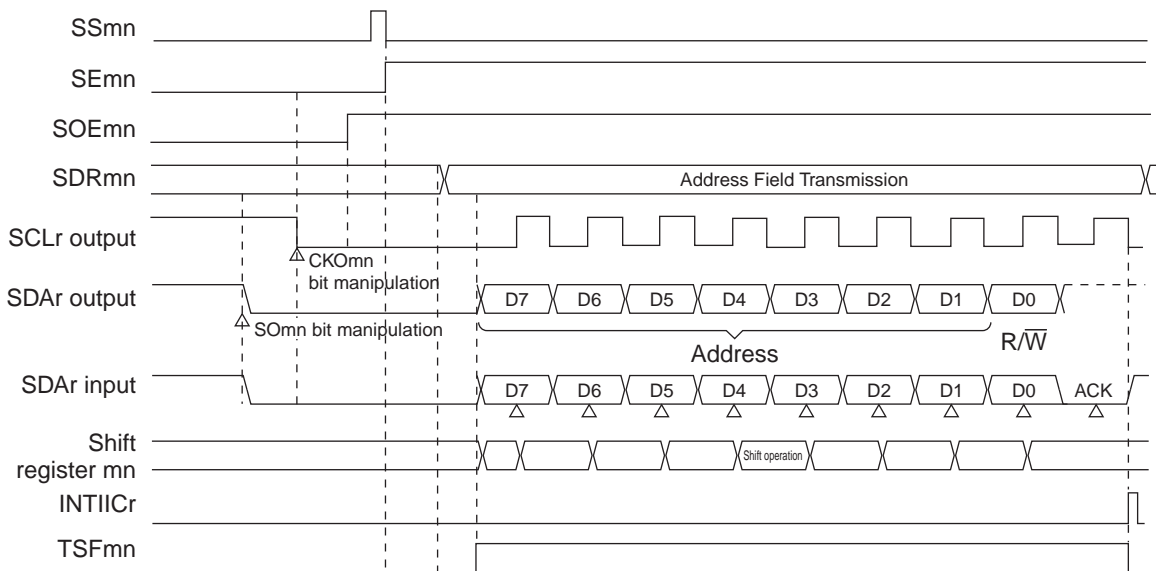 SSmn
SEmn
SOEmn
SDRmn
Address Field Transmission
SCLr output
CKOmn
bit manipulation
SDAr output
D7 D6 D5 D4 D3 D2 D1 D0
SOmn bit manipulation
Address
R/W̅
SDAr input
D7 D6 D5 D4 D3 D2 D1 D0 ACK
Shift
register mn
Shift operation
INTIICr
TSFmn